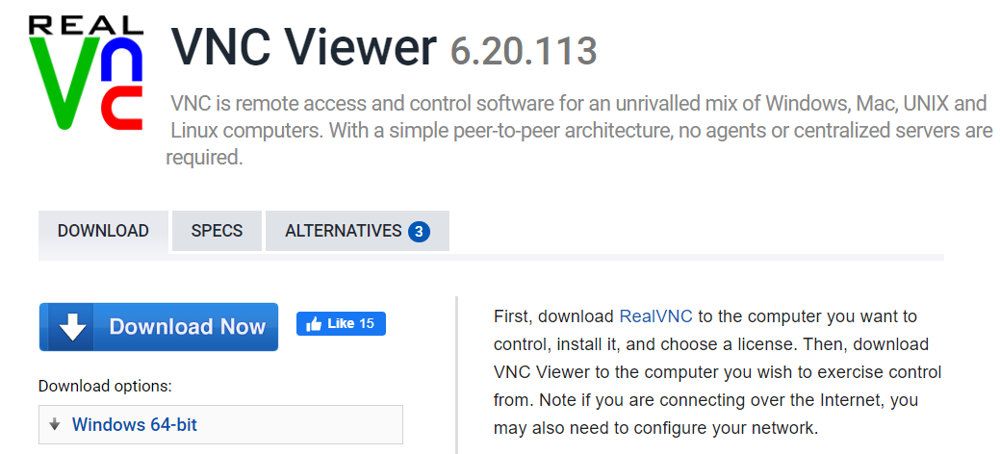 REAL
Vnc
VNC Viewer 6.20.113
VNC is remote access and control software for an unrivalled mix of Windows, Mac, UNIX and
Linux computers. With a simple peer-to-peer architecture, no agents or centralized servers are
required.
DOWNLOAD
SPECS
ALTERNATIVES 3
Download Now
Like 15
Download options:
Windows 64-bit
First, download RealVNC to the computer you want to
control, install it, and choose a license. Then, download
VNC Viewer to the computer you wish to exercise control
from. Note if you are connecting over the Internet, you
may also need to configure your network.